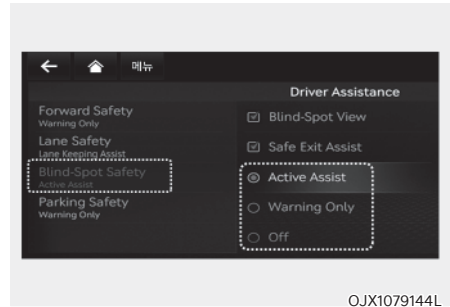 메뉴
Driver Assistance
Forward Safety
Warning Only
Lane Safety
Lane Keeping Assist
Blind-Spot Safety
Active Assist
Parking Safety
Warning Only
Blind-Spot View
Safe Exit Assist
Active Assist
Warning Only
Off
OJX1079144L